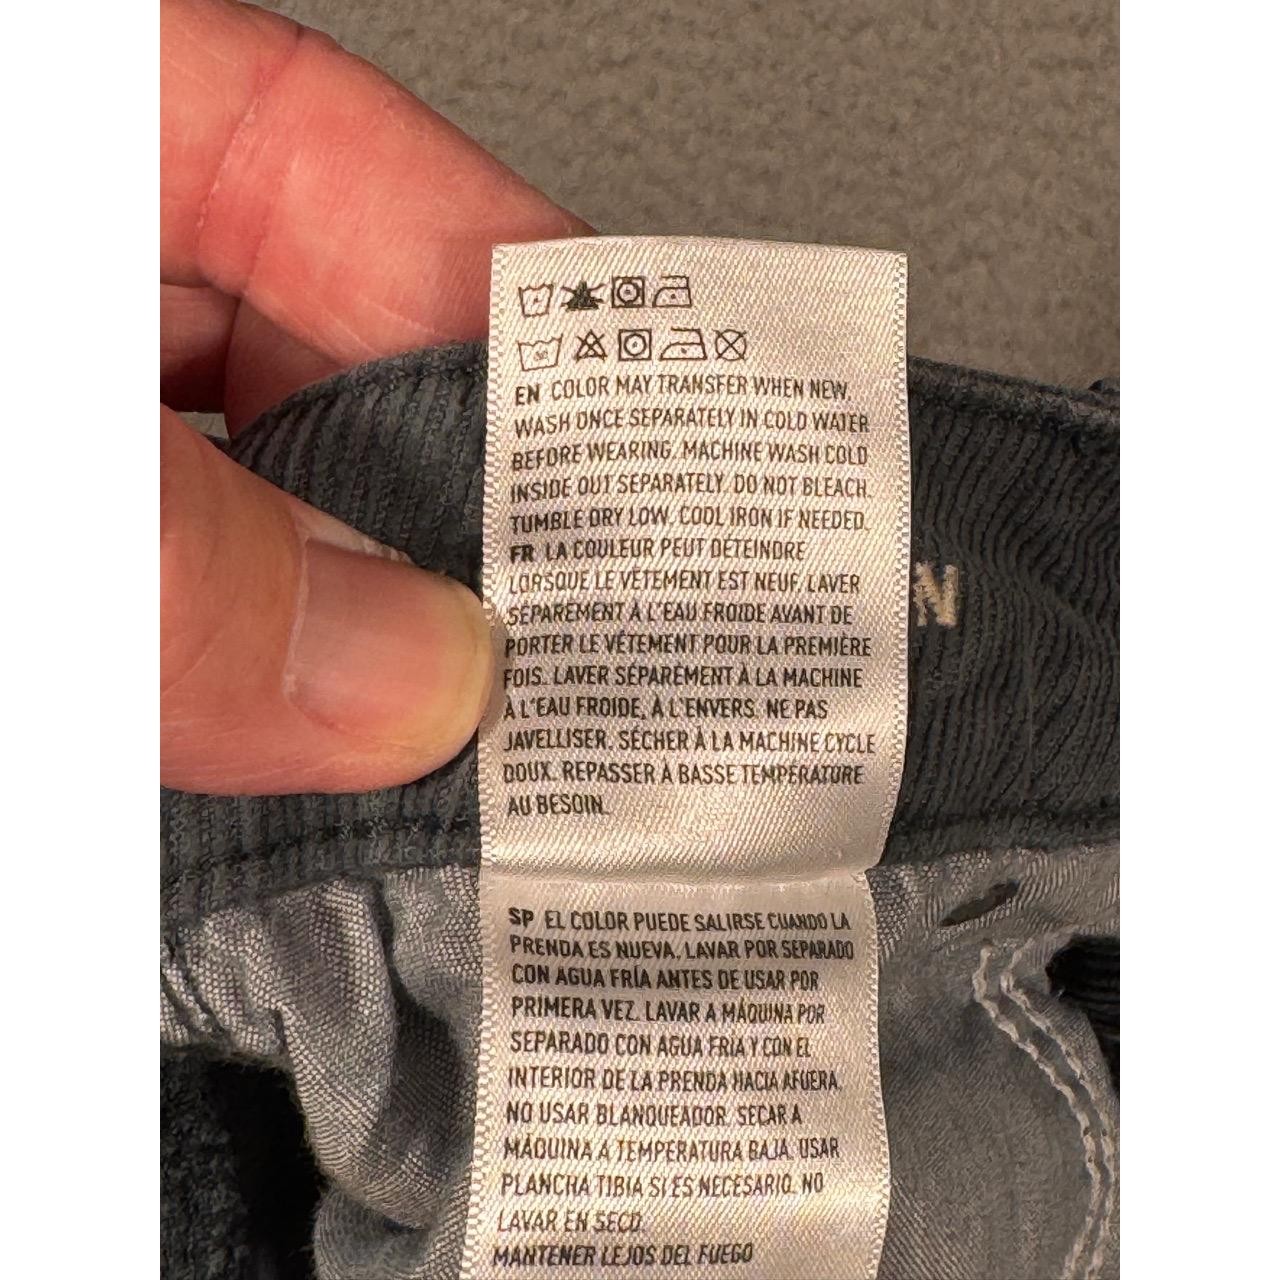 30
EN COLOR MAY TRANSFER WHEN NEW.
WASH ONCE SEPARATELY IN COLD WATER
BEFORE WEARING. MACHINE WASH COLD
INSIDE OUT SEPARATELY. DO NOT BLEACH.
TUMBLE DRY LOW. COOL IRON IF NEEDED.
FR LA COULEUR PEUT DÉTEINDRE
LORSQUE LE VÊTEMENT EST NEUF. LAVER
SÉPARÉMENT À L'EAU FROIDE AVANT DE
PORTER LE VÊTEMENT POUR LA PREMIÈRE
FOIS. LAVER SÉPARÉMENT À LA MACHINE
À L'EAU FROIDE, À L'ENVERS. NE PAS
JAVELLISER. SÉCHER À LA MACHINE CYCLE
DOUX. REPASSER À BASSE TEMPÉRATURE
AU BESOIN.
N
SP EL COLOR PUEDE SALIRSE CUANDO LA
PRENDA ES NUEVA. LAVAR POR SEPARADO
CON AGUA FRÍA ANTES DE USAR POR
PRIMERA VEZ. LAVAR A MÁQUINA POR
SEPARADO CON AGUA FRÍA Y CON EL
INTERIOR DE LA PRENDA HACIA AFUERA.
NO USAR BLANQUEADOR. SECAR A
MÁQUINA A TEMPERATURA BAJA. USAR
PLANCHA TIBIA SI ES NECESARIO. NO
LAVAR EN SECO.
MANTENER LEJOS DEL FUEGO